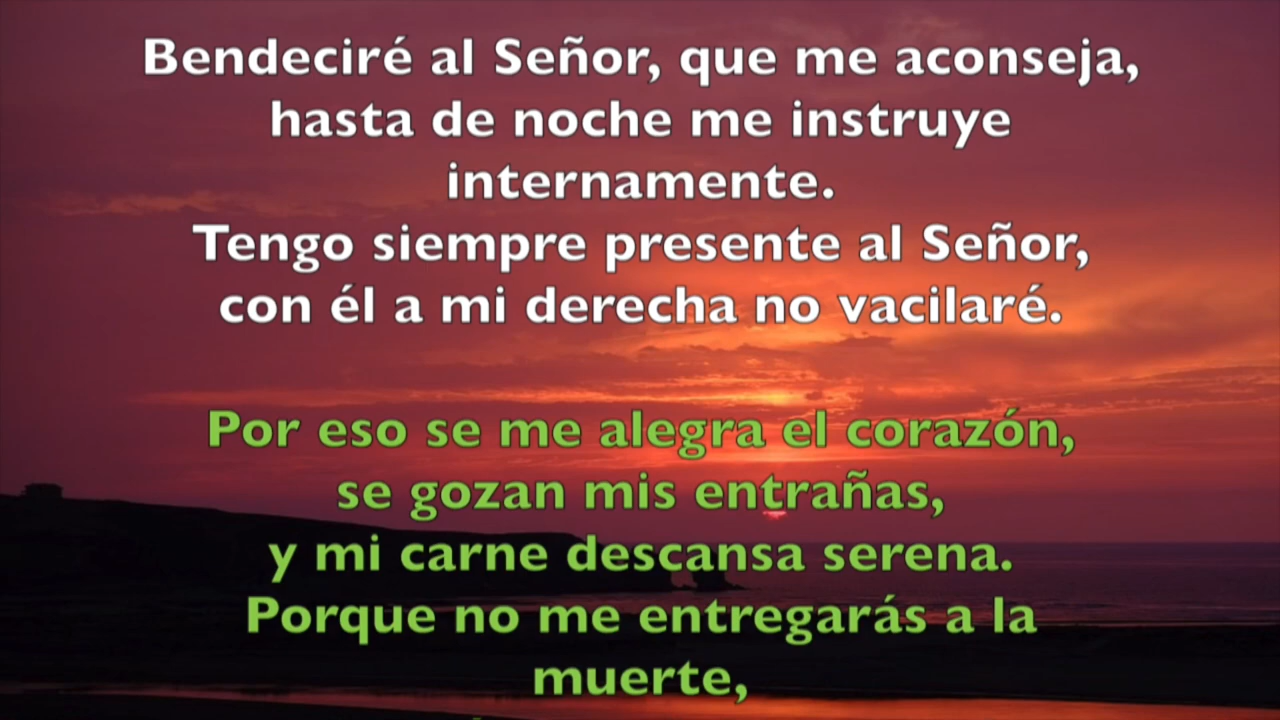 Bendeciré al Señor, que me aconseja,
hasta de noche me instruye
internamente.
Tengo siempre presente al Señor,
con él a mi derecha no vacilaré.
Por eso se me alegra el corazón,
se gozan mis entrañas,
y mi carne descansa serena.
Porque no me entregarás a la
muerte,